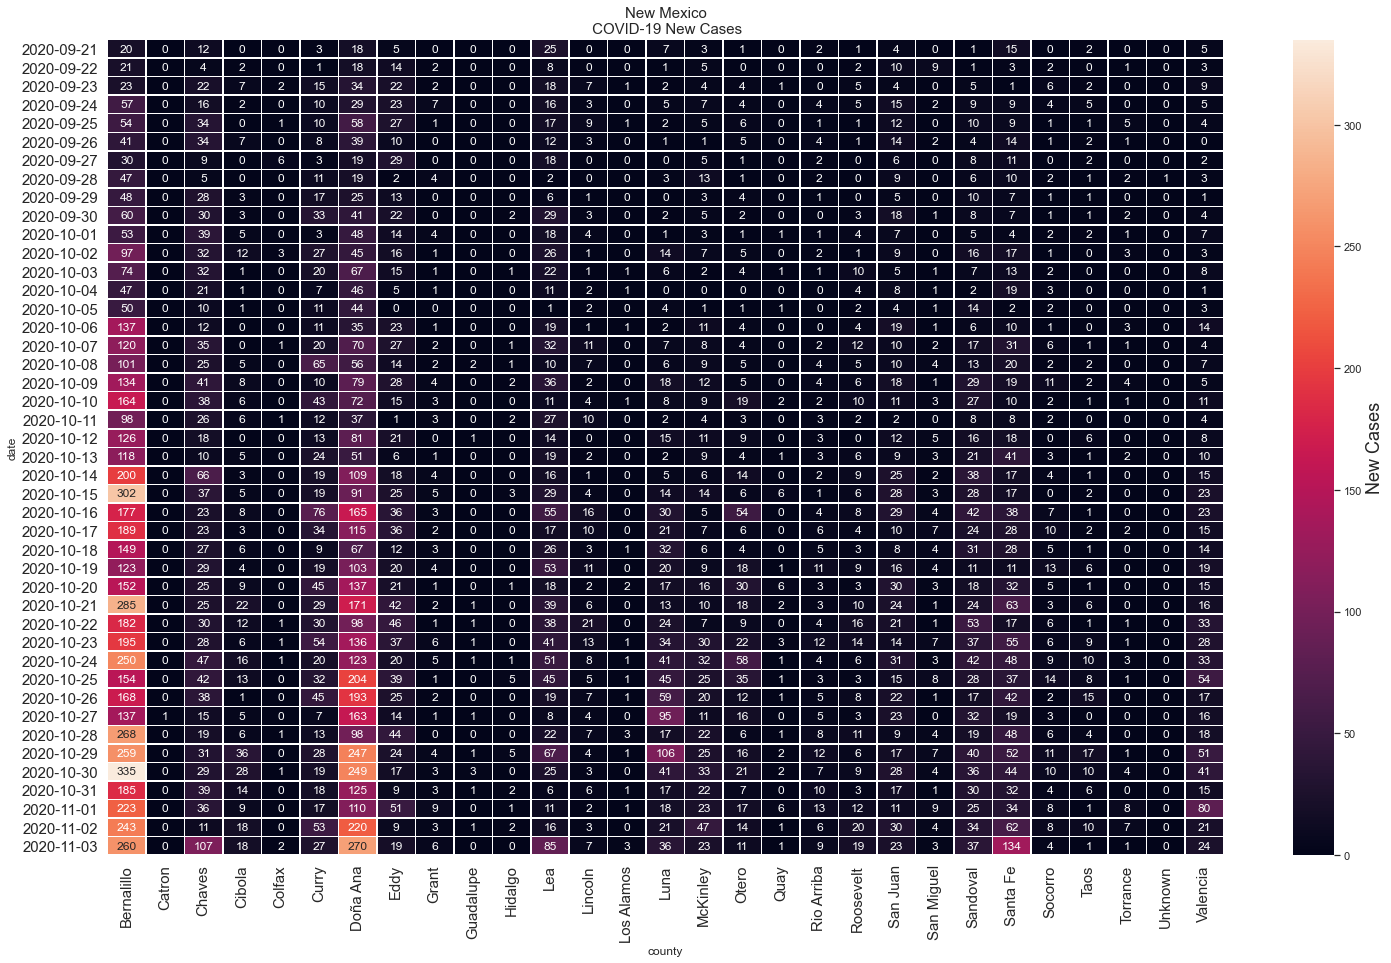 New Mexico
COVID-19 New Cases
2020-09-21 20 0 12 0 0 3 18 5 0 0 0 25 0 0 7 3 1 0 2 1 4 0 1 15 0 2 0 0 5
2020-09-22 21 0 4 2 0 1 18 14 2 0 0 8 0 0 1 5 0 0 0 2 10 9 1 3 2 0 1 0 3
2020-09-23 23 0 22 7 2 15 34 22 2 0 0 18 7 1 2 4 4 1 0 5 4 0 5 1 6 2 0 0 9
2020-09-24 57 0 16 2 0 10 29 23 7 0 0 16 3 0 5 7 4 0 4 5 15 2 9 9 4 5 0 0 5
2020-09-25 54 0 34 0 1 10 58 27 1 0 0 17 9 1 2 5 6 0 1 1 12 0 10 9 1 1 5 0 4
2020-09-26 41 0 34 7 0 8 39 10 0 0 0 12 3 0 1 1 5 0 4 1 14 2 4 14 1 2 1 0 0
2020-09-27 30 0 9 0 6 3 19 29 0 0 0 18 0 0 0 5 1 0 2 0 6 0 8 11 0 2 0 0 2
2020-09-28 47 0 5 0 0 11 19 2 4 0 0 2 0 0 3 13 1 0 2 0 9 0 6 10 2 1 2 1 3
2020-09-29 48 0 28 3 0 17 25 13 0 0 0 6 1 0 0 3 4 0 1 0 5 0 10 7 1 1 0 0 1
2020-09-30 60 0 30 3 0 33 41 22 0 0 2 29 3 0 2 5 2 0 0 3 18 1 8 7 1 1 2 0 4
2020-10-01 53 0 39 5 0 3 48 14 4 0 0 18 4 0 1 3 1 1 1 4 7 0 5 4 2 2 1 0 7
2020-10-02 97 0 32 12 3 27 45 16 1 0 0 26 1 0 14 7 5 0 2 1 9 0 16 17 1 0 3 0 3
2020-10-03 74 0 32 1 0 20 67 15 1 0 1 22 1 1 6 2 4 1 1 10 5 1 7 13 2 0 0 0 8
2020-10-04 47 0 21 1 0 7 46 5 1 0 0 11 2 1 0 0 0 0 0 4 8 1 2 19 3 0 0 0 1
2020-10-05 50 0 10 1 0 11 44 0 0 0 0 1 2 0 4 1 1 1 0 2 4 1 14 2 2 0 0 0 3
2020-10-06 137 0 12 0 0 11 35 23 1 0 0 19 1 1 2 11 4 0 0 4 19 1 6 10 1 0 3 0 14
2020-10-07 120 0 35 0 1 20 70 27 2 0 1 32 11 0 7 8 4 0 2 12 10 2 17 31 6 1 1 0 4
2020-10-08 101 0 25 5 0 65 56 14 2 2 1 10 7 0 6 9 5 0 4 5 10 4 13 20 2 2 0 0 7
2020-10-09 134 0 41 8 0 10 79 28 4 0 2 36 2 0 18 12 5 0 4 6 18 1 29 19 11 2 4 0 5
2020-10-10 164 0 38 6 0 43 72 15 3 0 0 11 4 1 8 9 19 2 2 10 11 3 27 10 2 1 1 0 11
2020-10-11 98 0 26 6 1 12 37 1 3 0 2 27 10 0 2 4 3 0 3 2 2 0 8 8 2 0 0 0 4
2020-10-12 126 0 18 0 0 13 81 21 0 1 0 14 0 0 15 11 9 0 3 0 12 5 16 18 0 6 0 0 8
2020-10-13 118 0 10 5 0 24 51 6 1 0 0 19 2 0 2 9 4 1 3 6 9 3 21 41 3 1 2 0 10
2020-10-14 200 0 66 3 0 19 109 18 4 0 0 16 1 0 5 6 14 0 2 9 25 2 38 17 4 1 0 0 15
2020-10-15 302 0 37 5 0 19 91 25 5 0 3 29 4 0 14 14 6 6 1 6 28 3 28 17 0 2 0 0 23
2020-10-16 177 0 23 8 0 76 165 36 3 0 0 55 16 0 30 5 54 0 4 8 29 4 42 38 7 1 0 0 23
2020-10-17 189 0 23 3 0 34 115 36 2 0 0 17 10 0 21 7 6 0 6 4 10 7 24 28 10 2 2 0 15
2020-10-18 149 0 27 6 0 9 67 12 3 0 0 26 3 1 32 6 4 0 5 3 8 4 31 28 5 1 0 0 14
2020-10-19 123 0 29 4 0 19 103 20 4 0 0 53 11 0 20 9 18 1 11 9 16 4 11 11 13 6 0 0 19
2020-10-20 152 0 25 9 0 45 137 21 1 0 1 18 2 2 17 16 30 6 3 3 30 3 18 32 5 1 0 0 15
2020-10-21 285 0 25 22 0 29 171 42 2 1 0 39 6 0 13 10 18 2 3 10 24 1 24 63 3 6 0 0 16
2020-10-22 182 0 30 12 1 30 98 46 1 1 0 38 21 0 24 7 9 0 4 16 21 1 53 17 6 1 1 0 33
2020-10-23 195 0 28 6 1 54 136 37 6 1 0 41 13 1 34 30 22 3 12 14 14 7 37 55 6 9 1 0 28
2020-10-24 250 0 47 16 1 20 123 20 5 1 1 51 8 1 41 32 58 1 4 6 31 3 42 48 9 10 3 0 33
2020-10-25 154 0 42 13 0 32 204 39 1 0 5 45 5 1 45 25 35 1 3 3 15 8 28 37 14 8 1 0 54
2020-10-26 168 0 38 1 0 45 193 25 2 0 0 19 7 1 59 20 12 1 5 8 22 1 17 42 2 15 0 0 17
2020-10-27 137 1 15 5 0 7 163 14 1 1 0 8 4 0 95 11 16 0 5 3 23 0 32 19 3 0 0 0 16
2020-10-28 268 0 19 6 1 13 98 44 0 0 0 22 7 3 17 22 6 1 8 11 9 4 19 48 6 4 0 0 18
2020-10-29 259 0 31 36 0 28 247 24 4 1 5 67 4 1 106 25 16 2 12 6 17 7 40 52 11 17 1 0 51
2020-10-30 335 0 29 28 1 19 249 17 3 3 0 25 3 0 41 33 21 2 7 9 28 4 36 44 10 10 4 0 41
2020-10-31 185 0 39 14 0 18 125 9 3 1 2 6 6 1 17 22 7 0 10 3 17 1 30 32 4 6 0 0 15
2020-11-01 223 0 36 9 0 17 110 51 9 0 1 11 2 1 18 23 17 6 13 12 11 9 25 34 8 1 8 0 80
2020-11-02 243 0 11 18 0 53 220 9 3 1 2 16 3 0 21 47 14 1 6 20 30 4 34 62 8 10 7 0 21
2020-11-03 260 0 107 18 2 27 270 19 6 0 0 85 7 3 36 23 11 1 9 19 23 3 37 134 4 1 1 0 24
Bernalillo Catron Chaves Cibola Colfax Curry Doña Ana Eddy Grant Guadalupe Hidalgo Lea Lincoln Los Alamos Luna McKinley Otero Quay Rio Arriba Roosevelt San Juan San Miguel Sandoval Santa Fe Socorro Taos Torrance Unknown Valencia
county
date
300
250
200
150
100
50
0
New Cases